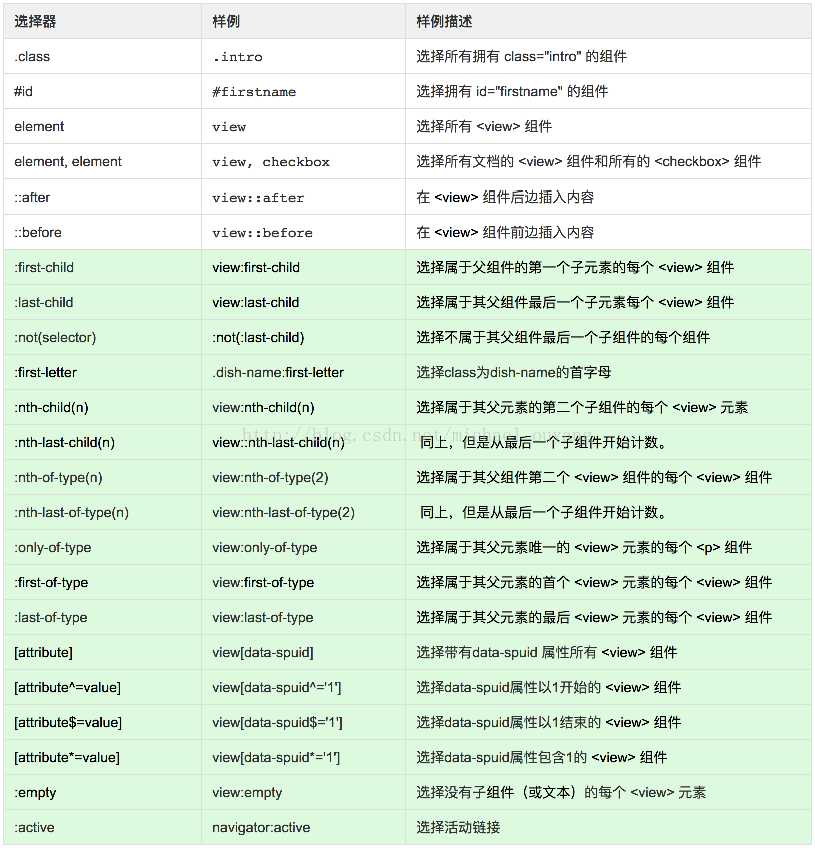 选择器 样例 样例描述
.class .intro 选择所有拥有 class="intro" 的组件
#id #firstname 选择拥有 id="firstname" 的组件
element view 选择所有 <view> 组件
element, element view, checkbox 选择所有文档的 <view> 组件和所有的 <checkbox> 组件
::after view::after 在 <view> 组件后边插入内容
::before view::before 在 <view> 组件前边插入内容
:first-child view:first-child 选择属于父组件的第一个子元素的每个 <view> 组件
:last-child view:last-child 选择属于其父组件最后一个子元素每个 <view> 组件
:not(selector) :not(:last-child) 选择不属于其父组件最后一个子组件的每个组件
:first-letter .dish-name:first-letter 选择class为dish-name的首字母
:nth-child(n) view:nth-child(n) 选择属于其父元素的第二个子组件的每个 <view> 元素
http://blog.csdn.net/michael_ouyang
:nth-last-child(n) view::nth-last-child(n) 同上，但是从最后一个子组件开始计数。
:nth-of-type(n) view:nth-of-type(2) 选择属于其父组件第二个 <view> 组件的每个 <view> 组件
:nth-last-of-type(n) view:nth-last-of-type(2) 同上，但是从最后一个子组件开始计数。
:only-of-type view:only-of-type 选择属于其父元素唯一的 <view> 元素的每个 <p> 组件
:first-of-type view:first-of-type 选择属于其父元素的首个 <view> 元素的每个 <view> 组件
:last-of-type view:last-of-type 选择属于其父元素的最后 <view> 元素的每个 <view> 组件
[attribute] view[data-spuid] 选择带有data-spuid 属性所有 <view> 组件
[attribute^=value] view[data-spuid^='1'] 选择data-spuid属性以1开始的 <view> 组件
[attribute$=value] view[data-spuid$='1'] 选择data-spuid属性以1结束的 <view> 组件
[attribute*=value] view[data-spuid*='1'] 选择data-spuid属性包含1的 <view> 组件
:empty view:empty 选择没有子组件（或文本）的每个 <view> 元素
:active navigator:active 选择活动链接